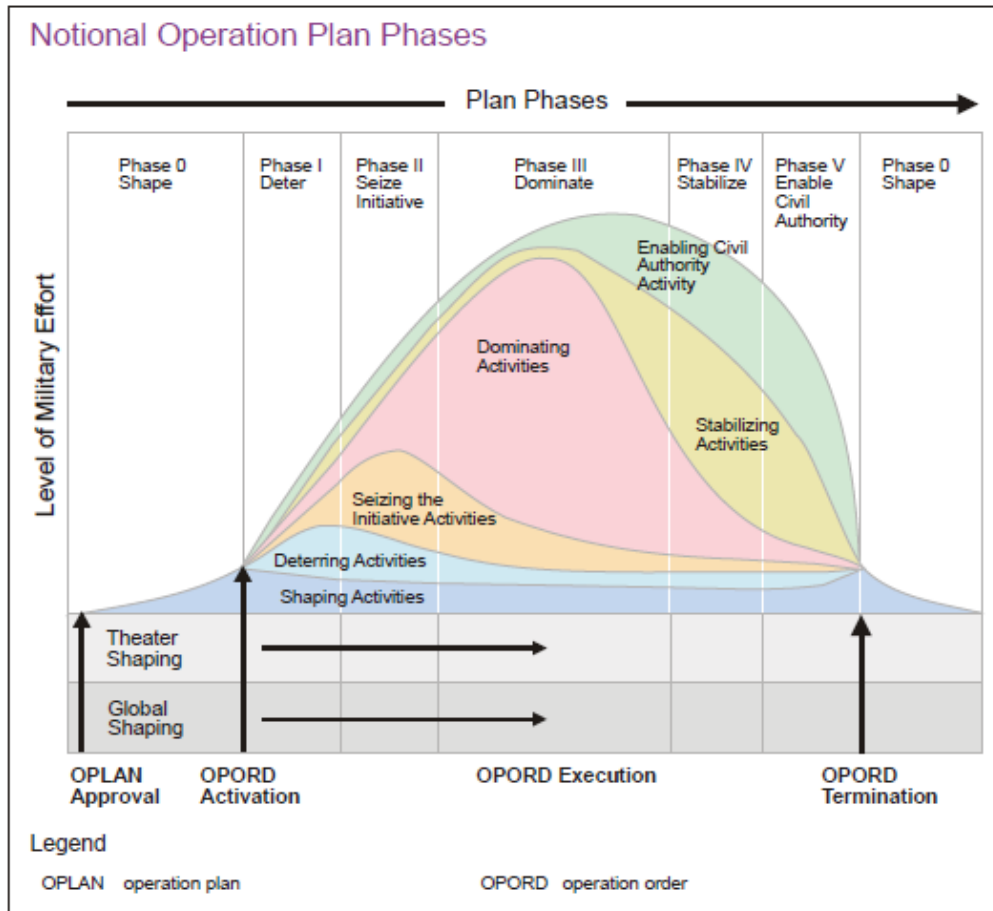 Notional Operation Plan Phases
Plan Phases
Phase 0
Shape
Phase I
Deter
Phase II
Seize
Initiative
Phase III
Dominate
Phase IV
Stabilize
Phase V
Enable
Civil
Authority
Phase 0
Shape
Level of Military Effort
Enabling Civil
Authority
Activity
Dominating
Activities
Stabilizing
Activities
Seizing the
Initiative Activities
Deterring Activities
Shaping Activities
Theater
Shaping
Global
Shaping
OPLAN
Approval
OPORD
Activation
OPORD Execution
OPORD
Termination
Legend
OPLAN operation plan
OPORD operation order